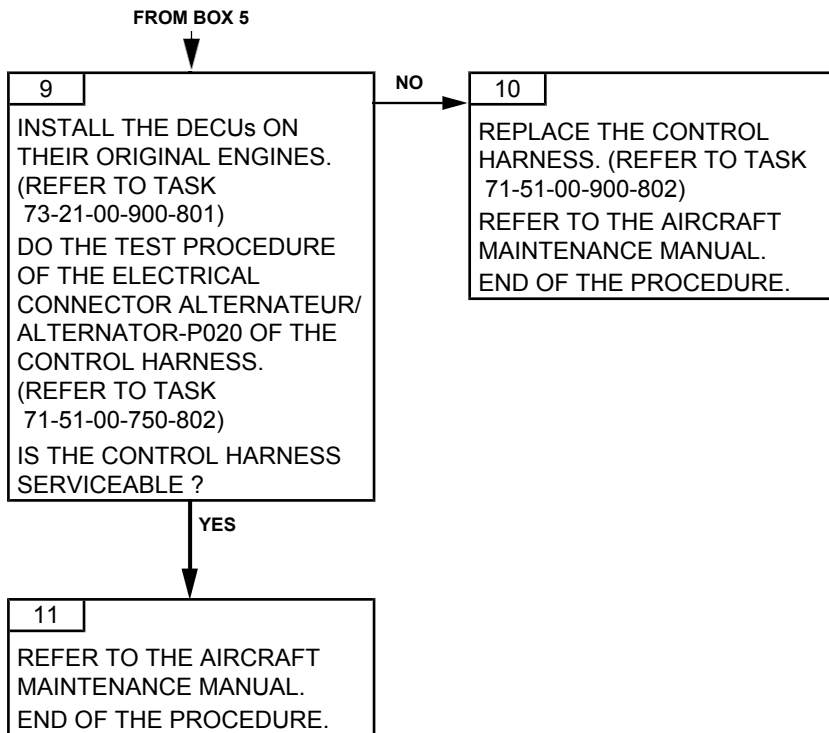 FROM BOX 5
9
INSTALL THE DECUs ON
THEIR ORIGINAL ENGINES.
(REFER TO TASK
73-21-00-900-801)
DO THE TEST PROCEDURE
OF THE ELECTRICAL
CONNECTOR ALTERNATEUR/
ALTERNATOR-P020 OF THE
CONTROL HARNESS.
(REFER TO TASK
71-51-00-750-802)
IS THE CONTROL HARNESS
SERVICEABLE ?
NO
10
REPLACE THE CONTROL
HARNESS. (REFER TO TASK
71-51-00-900-802)
REFER TO THE AIRCRAFT
MAINTENANCE MANUAL.
END OF THE PROCEDURE.
YES
11
REFER TO THE AIRCRAFT
MAINTENANCE MANUAL.
END OF THE PROCEDURE.